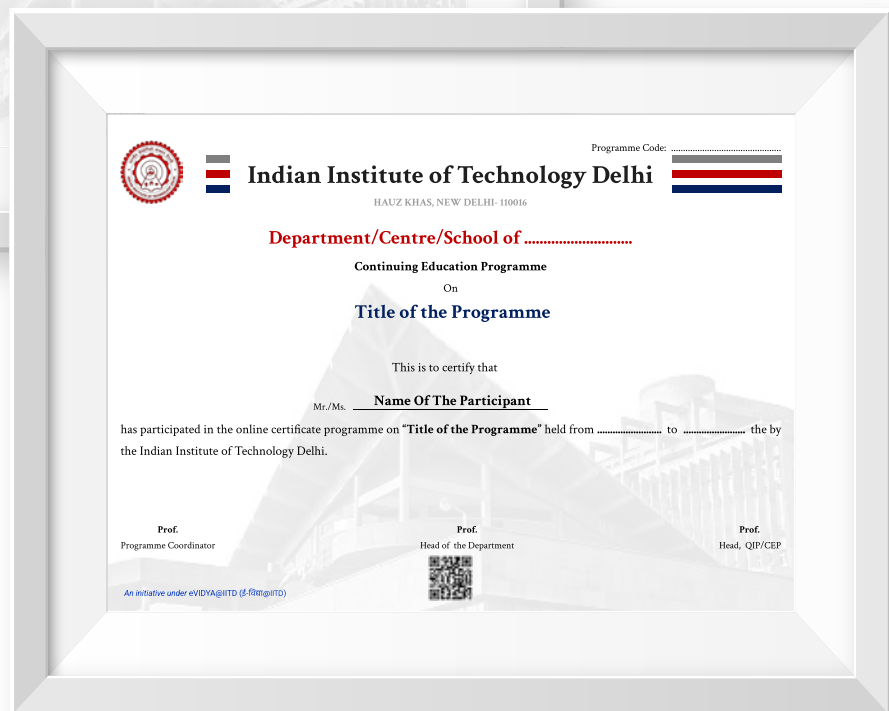 Programme Code: ......................................
Indian Institute of Technology Delhi
HAUZ KHAS, NEW DELHI- 110016
Department/Centre/School of ............................
Continuing Education Programme
On
Title of the Programme
This is to certify that
Mr./Ms. Name Of The Participant
has participated in the online certificate programme on “Title of the Programme” held from ...................... to ..................... the by
the Indian Institute of Technology Delhi.
Prof. Prof. Prof.
Programme Coordinator Head of the Department Head, QIP/CEP
An initiative under eVIDYA@IITD (ई-विद्या@IITD)